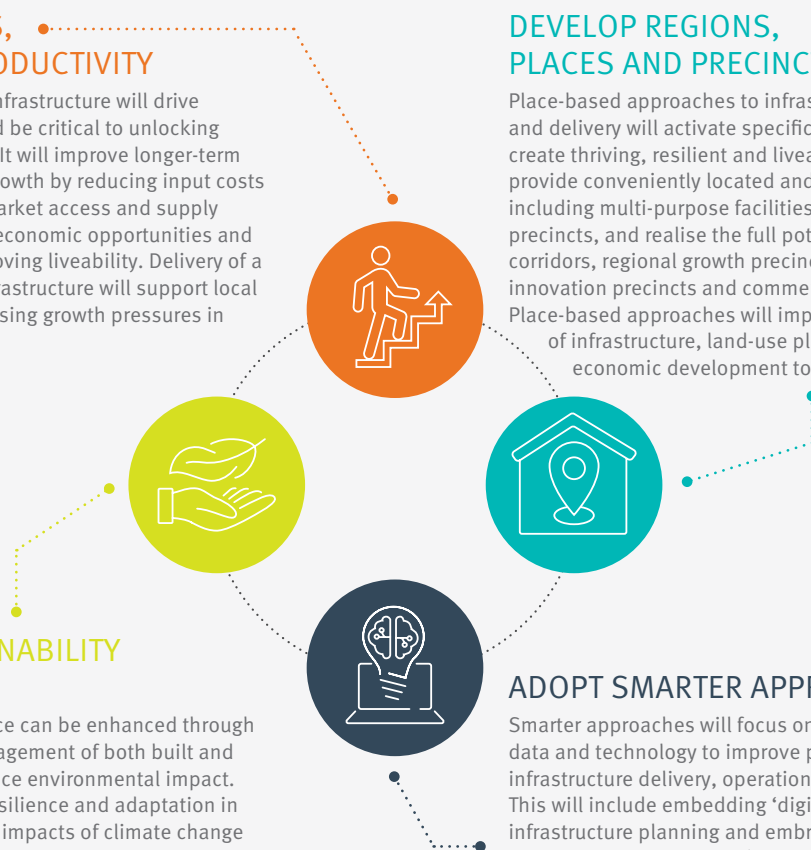 S,
ODUCTIVITY
nfrastructure will drive
d be critical to unlocking
It will improve longer-term
owth by reducing input costs
arket access and supply
economic opportunities and
oving liveability. Delivery of a
rastructure will support local
sing growth pressures in
DEVELOP REGIONS,
PLACES AND PRECINC
Place-based approaches to infras
and delivery will activate specific
create thriving, resilient and livea
provide conveniently located and
including multi-purpose facilities
precincts, and realise the full pot
corridors, regional growth precinc
innovation precincts and comme
Place-based approaches will imp
of infrastructure, land-use pl
economic development to
NABILITY
ce can be enhanced through
agement of both built and
ce environmental impact.
silience and adaptation in
impacts of climate change
ADOPT SMARTER APPR
Smarter approaches will focus on
data and technology to improve p
infrastructure delivery, operation
This will include embedding ‘digi
infrastructure planning and embr